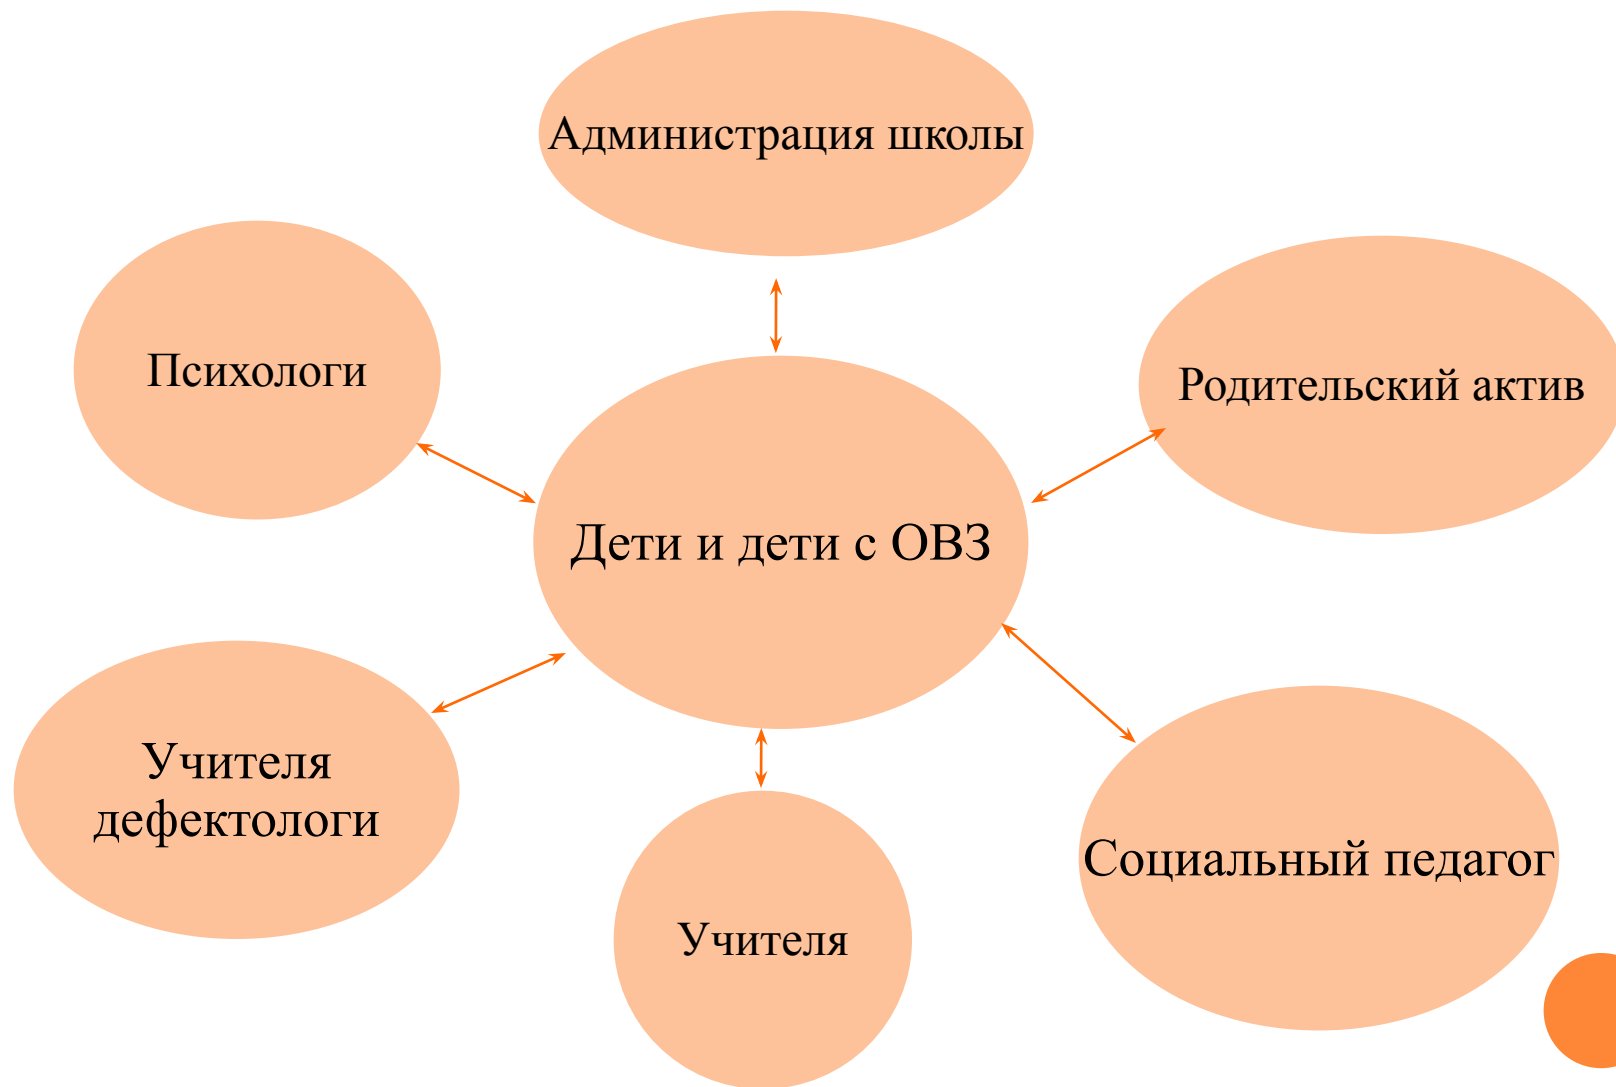 Администрация школы
Психологи
Родительский актив
Дети и дети с ОВЗ
Учителя
дефектологи
Социальный педагог
Учителя